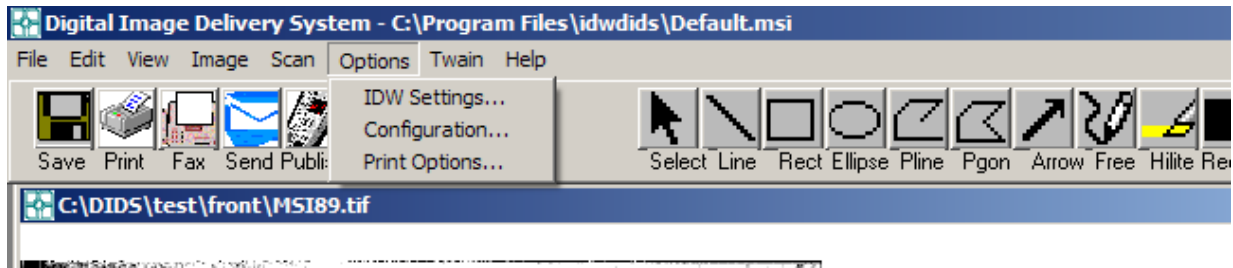 Digital Image Delivery System - C:\Program Files\idwdids\Default.msi
File Edit View Image Scan Options Twain Help
IDW Settings...
Configuration...
Print Options...
Save Print Fax Send Publi
Select Line Rect Ellipse Pline Pgon Arrow Free Hilite Re
C:\DIDS\test\front\MSI89.tif